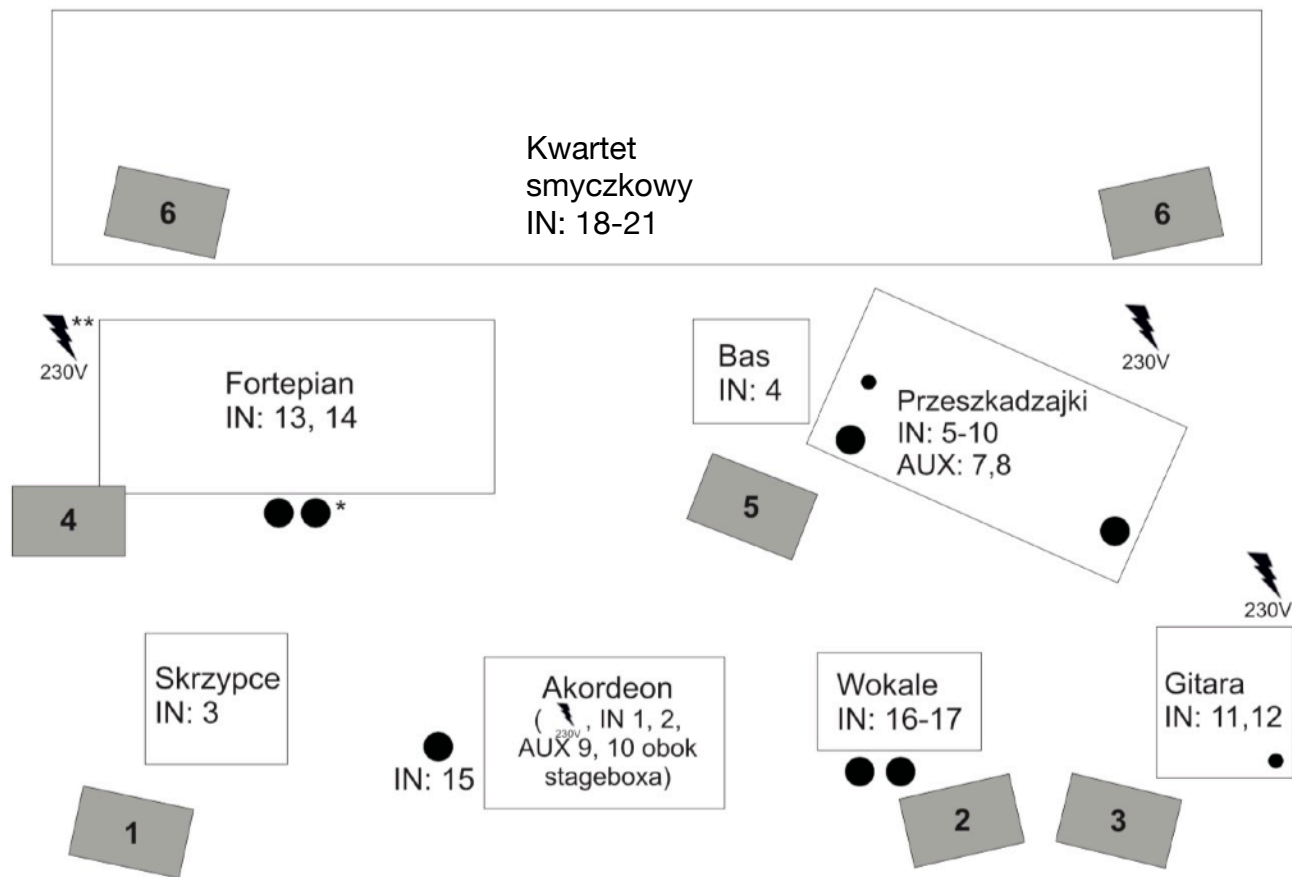 Kwartet
smyczkowy
IN: 18-21
6
6
**
230V
Fortepian
IN: 13, 14
Bas
IN: 4
Przeszkadzajki
IN: 5-10
AUX: 7,8
230V
4
*
5
230V
Skrzypce
IN: 3
IN: 15
Akordeon
( 230V , IN 1, 2,
AUX 9, 10 obok
stageboxa)
Wokale
IN: 16-17
Gitara
IN: 11,12
1
2
3